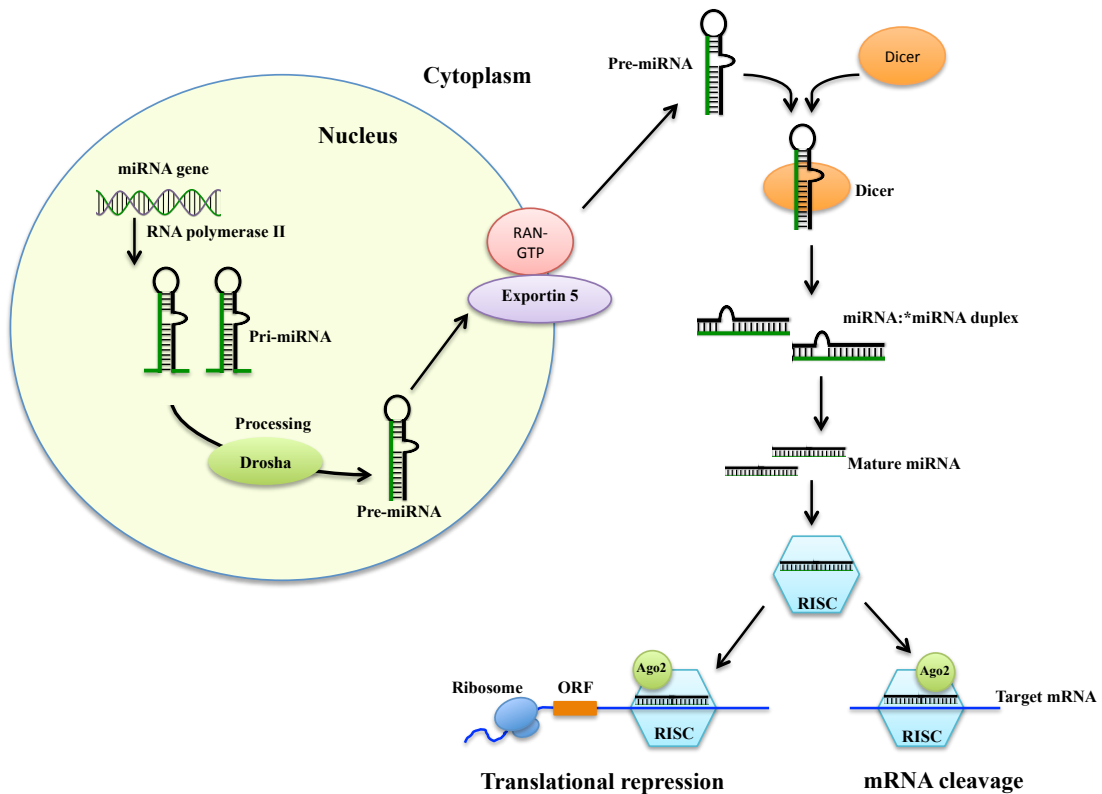 Cytoplasm
Nucleus
miRNA gene
RNA polymerase II
Pri-miRNA
Processing
Drosha
Pre-miRNA
RAN-
GTP
Exportin 5
Pre-miRNA
Dicer
Dicer
miRNA:*miRNA duplex
Mature miRNA
RISC
Ago2
Ribosome
ORF
RISC
Translational repression
Ago2
Target mRNA
RISC
mRNA cleavage